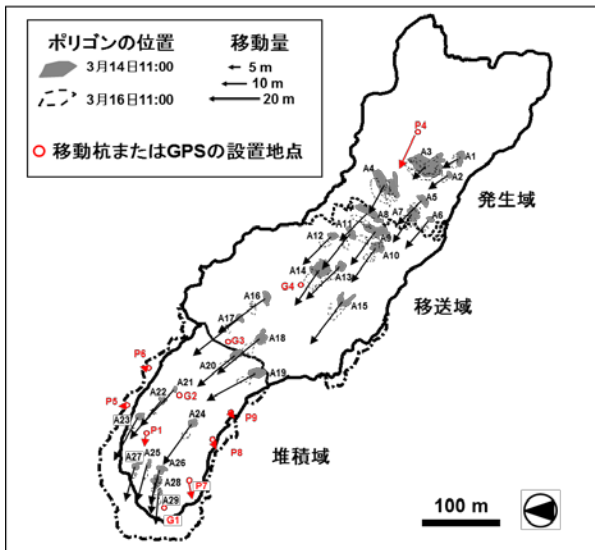 ポリゴンの位置
移動量
3月14日11:00
3月16日11:00
5 m
10 m
20 m
移動杭またはGPSの設置地点
P4
A3
A1
A4
A2
A5
A7
A6
A8
A11
A12
A9
A10
発生域
A14
A13
G4
A15
移送域
A16
A17
A18
G3
A20
A19
P6
A21
A22
G2
P5
A23
A24
P9
P1
P8
堆積域
A27
A25
A26
A28
P7
A29
G1
100 m